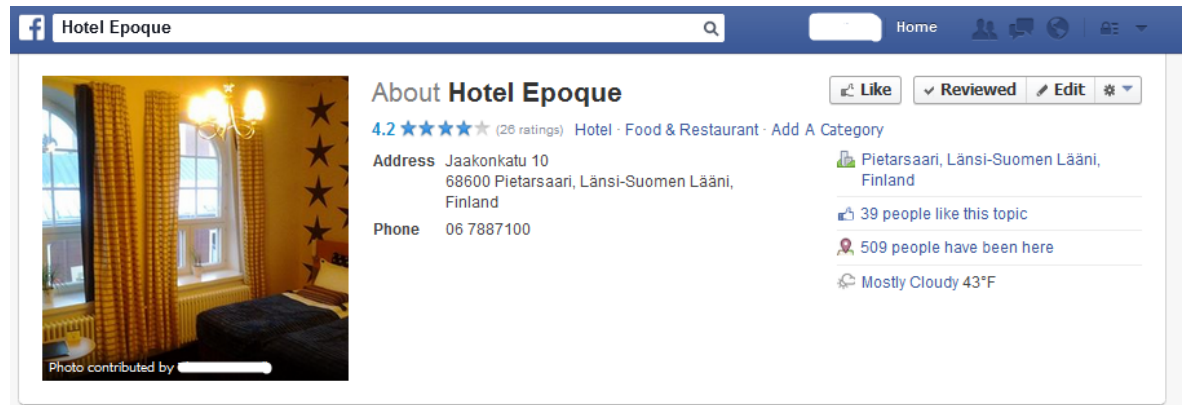 f Hotel Epoque Home
About Hotel Epoque Like Reviewed Edit
4.2 (26 ratings) Hotel · Food & Restaurant · Add A Category
Address Jaakonkatu 10
68600 Pietarsaari, Länsi-Suomen Lääni,
Finland
Phone 06 7887100
Pietarsaari, Länsi-Suomen Lääni,
Finland
39 people like this topic
509 people have been here
Mostly Cloudy 43°F
Photo contributed by